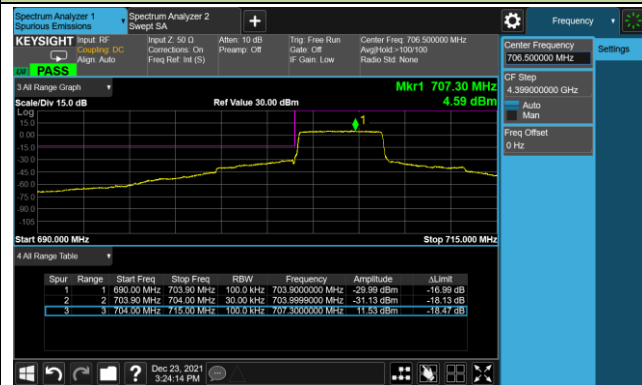 Spectrum Analyzer 1
Spurious Emissions
Spectrum Analyzer 2
Swept SA
+
Frequency
KEYSIGHT
Input: RF
Coupling: DC
Align: Auto
Input Z: 50 Ω
Corrections: On
Freq Ref: Int (S)
Atten: 10 dB
Preamp: Off
Trig: Free Run
Gate: Off
IF Gain: Low
Center Freq: 706.500000 MHz
Avg|Hold:>100/100
Radio Std: None
PASS
Center Frequency
706.500000 MHz
Settings
CF Step
4.399000000 GHz
Auto
Man
Freq Offset
0 Hz
3 All Range Graph
Mkr1 707.30 MHz
Scale/Div 15.0 dB
Ref Value 30.00 dBm
4.59 dBm
Log
15.0
0.00
-15.0
-30.0
-45.0
-60.0
-75.0
-90.0
-105
1
Start 690.000 MHz
Stop 715.000 MHz
4 All Range Table
Spur Range Start Freq Stop Freq RBW Frequency Amplitude ΔLimit
1 1 690.00 MHz 703.90 MHz 100.0 kHz 703.9000000 MHz -29.99 dBm -16.99 dB
2 2 703.90 MHz 704.00 MHz 30.00 kHz 703.9999000 MHz -31.13 dBm -18.13 dB
3 3 704.00 MHz 715.00 MHz 100.0 kHz 707.3000000 MHz 11.53 dBm -18.47 dB
?
Dec 23, 2021
3:24:14 PM